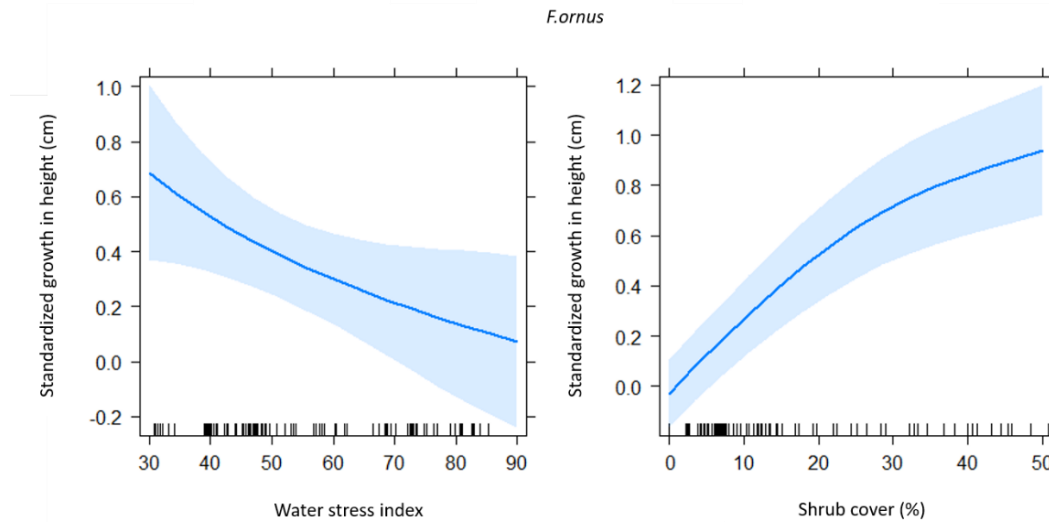 F.ornus
Standardized growth in height (cm)
1.0
0.8
0.6
0.4
0.2
0.0
-0.2
30 40 50 60 70 80 90
Water stress index
Standardized growth in height (cm)
1.2
1.0
0.8
0.6
0.4
0.2
0.0
0 10 20 30 40 50
Shrub cover (%)